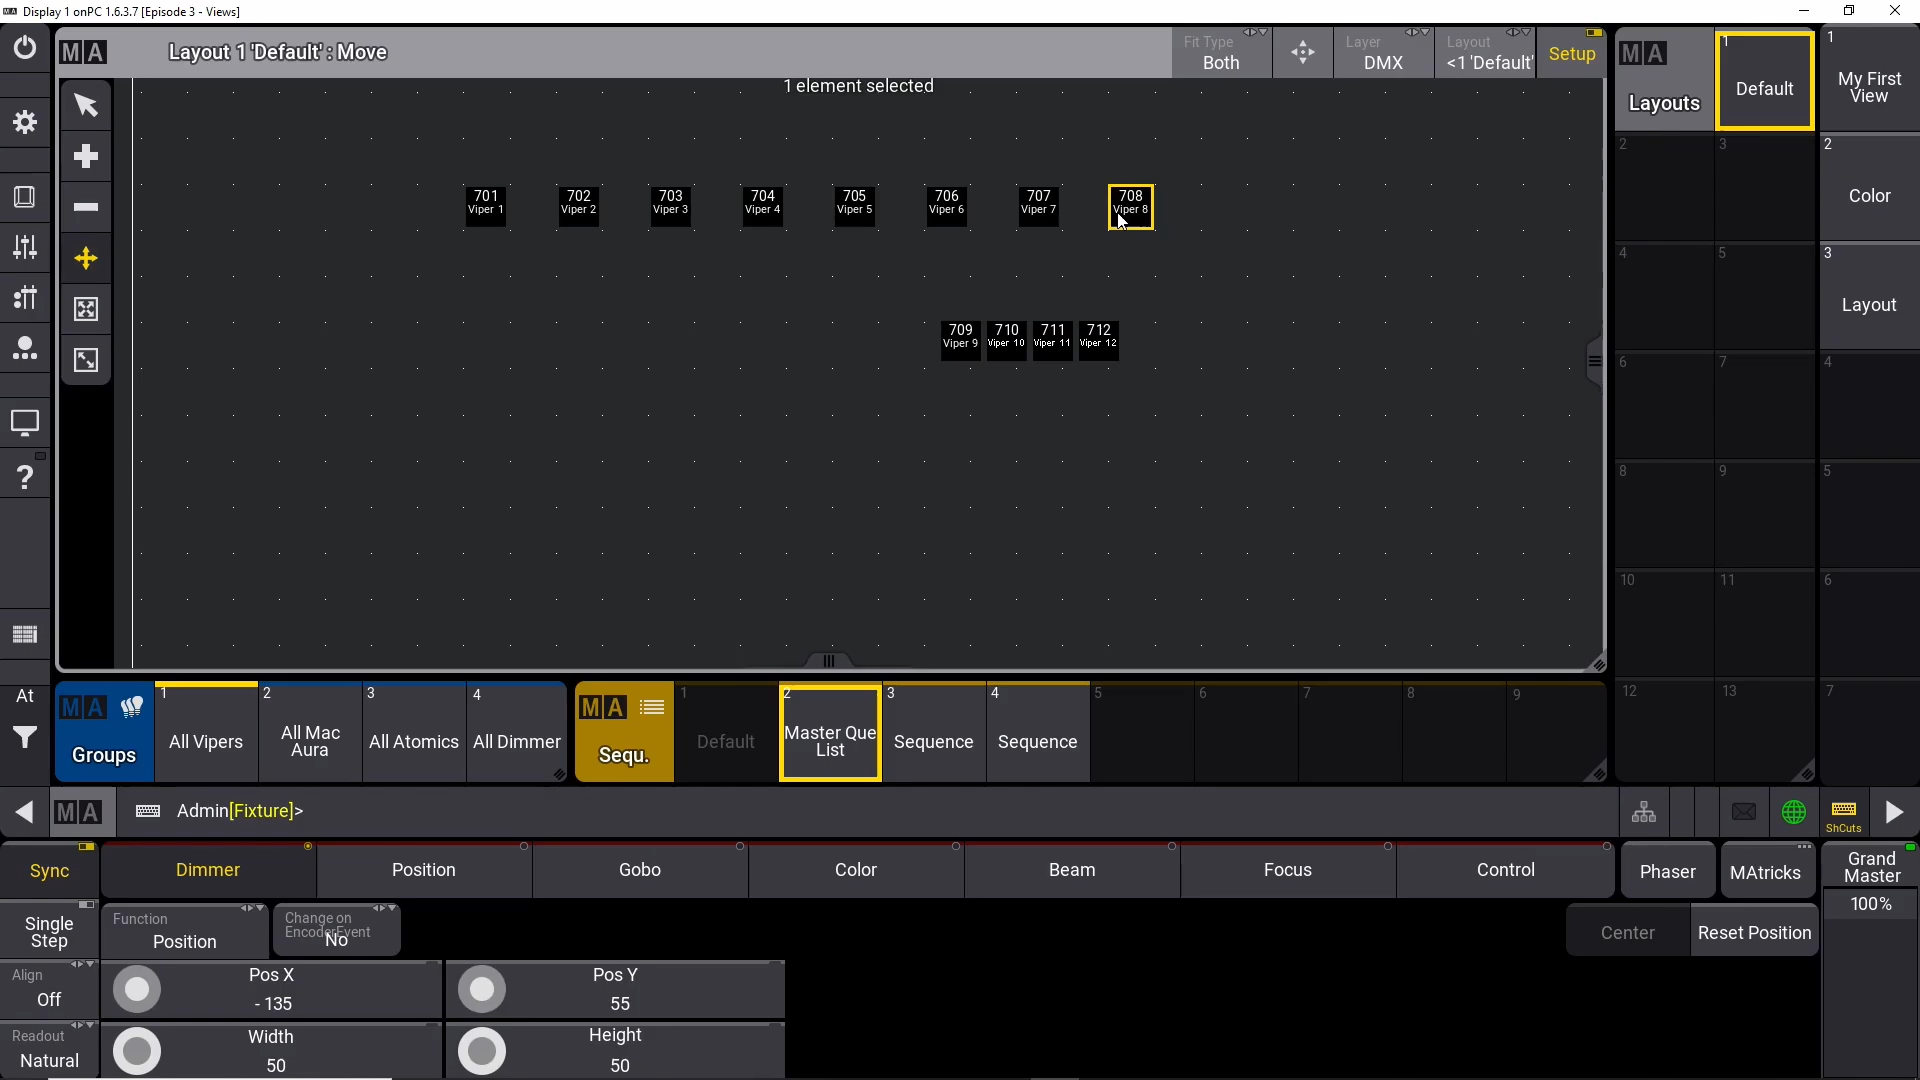 Display 1 onPC 1.6.3.7 [Episode 3 - Views]
MA Layout 1 'Default' : Move
Fit Type
Both
Layer
DMX
Layout
<1 'Default'
Setup
1 element selected
701
Viper 1
702
Viper 2
703
Viper 3
704
Viper 4
705
Viper 5
706
Viper 6
707
Viper 7
708
Viper 8
709
Viper 9
710
Viper 10
711
Viper 11
712
Viper 12
MA
Layouts
1
Default
2
3
4
5
6
7
8
9
10
11
12
13
1
My First
View
2
Color
3
Layout
4
5
6
7
?
At
MA
Groups
1
All Vipers
2
All Mac
Aura
3
All Atomics
4
All Dimmer
MA
Sequ.
1
Default
2
Master Que
List
3
Sequence
4
Sequence
5
6
7
8
9
MA
Admin[Fixture]>
ShCuts
Sync
Dimmer
Position
Gobo
Color
Beam
Focus
Control
Phaser
MAtricks
Grand
Master
100%
Single
Step
Function
Position
Change on
EncoderEvent
No
Center
Reset Position
Align
Off
Pos X
- 135
Pos Y
55
Readout
Natural
Width
50
Height
50